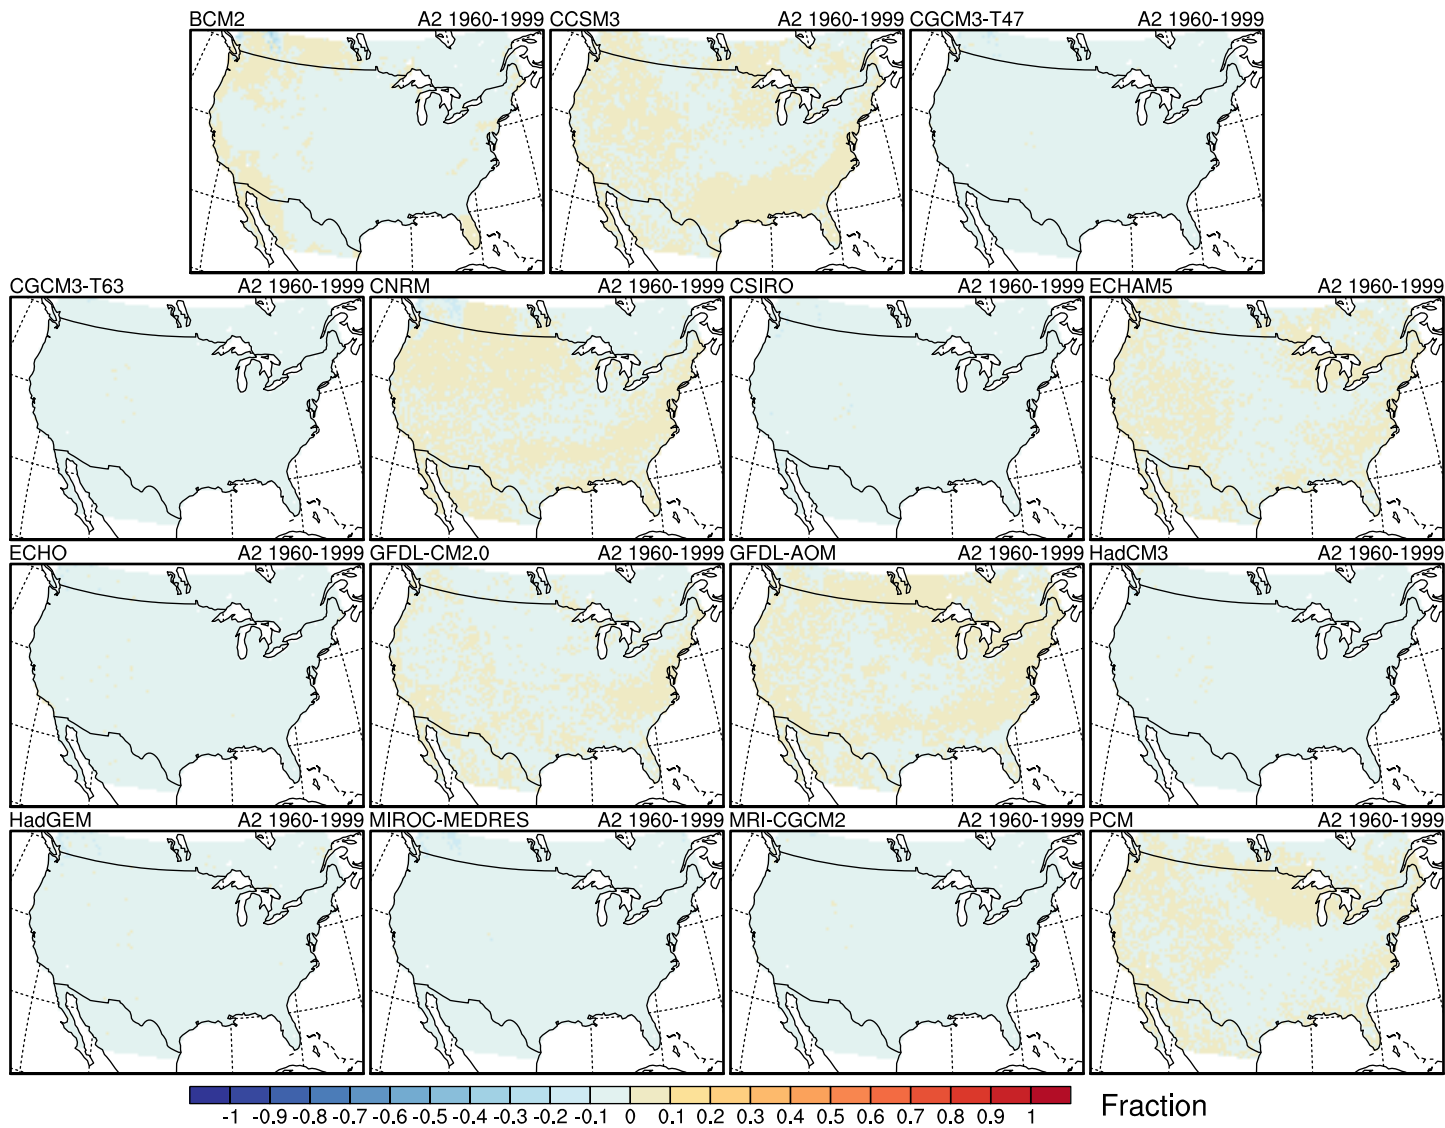 BCM2 A2 1960-1999 CCSM3 A2 1960-1999 CGCM3-T47 A2 1960-1999
CGCM3-T63 A2 1960-1999 CNRM A2 1960-1999 CSIRO A2 1960-1999 ECHAM5 A2 1960-1999
ECHO A2 1960-1999 GFDL-CM2.0 A2 1960-1999 GFDL-AOM A2 1960-1999 HadCM3 A2 1960-1999
HadGEM A2 1960-1999 MIROC-MEDRES A2 1960-1999 MRI-CGCM2 A2 1960-1999 PCM A2 1960-1999
-1 -0.9 -0.8 -0.7 -0.6 -0.5 -0.4 -0.3 -0.2 -0.1 0 0.1 0.2 0.3 0.4 0.5 0.6 0.7 0.8 0.9 1 Fraction